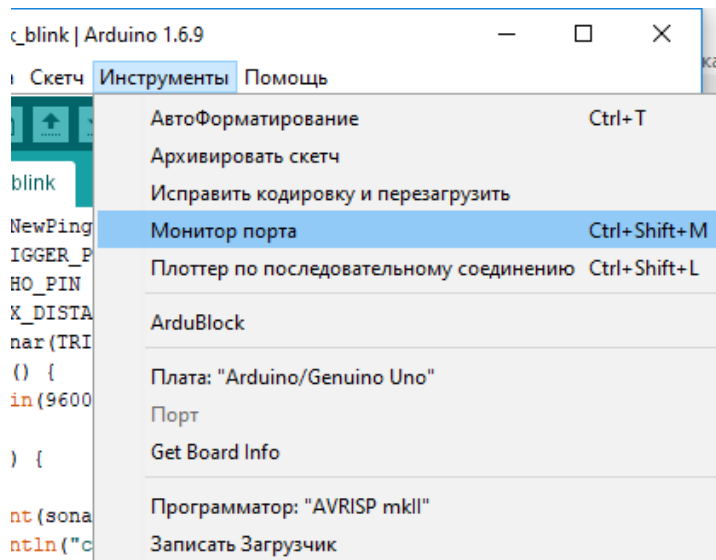 _blink | Arduino 1.6.9
Скетч Инструменты Помощь
АвтоФорматирование Ctrl+T
Архивировать скетч
blink
Исправить кодировку и перезагрузить
NewPing
Монитор порта Ctrl+Shift+M
IGGER_P
Плоттер по последовательному соединению Ctrl+Shift+L
HO_PIN
X_DISTA
ArduBlock
nar(TRI
() {
Плата: "Arduino/Genuino Uno"
in(9600
Порт
Get Board Info
) {
Программатор: "AVRISP mkII"
nt(sona
Записать Загрузчик
ntln("c